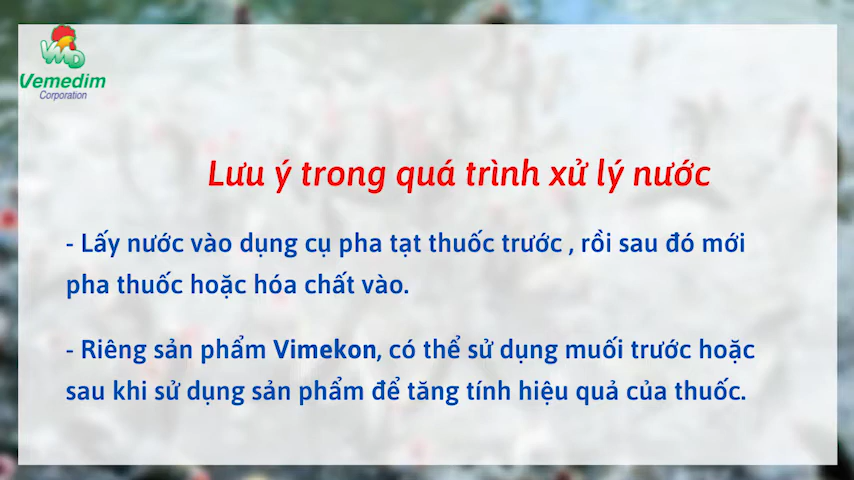 VMD
Vemedim
Corporation
Lưu ý trong quá trình xử lý nước
- Lấy nước vào dụng cụ pha tạt thuốc trước , rồi sau đó mới
pha thuốc hoặc hóa chất vào.
- Riêng sản phẩm Vimekon, có thể sử dụng muối trước hoặc
sau khi sử dụng sản phẩm để tăng tính hiệu quả của thuốc.